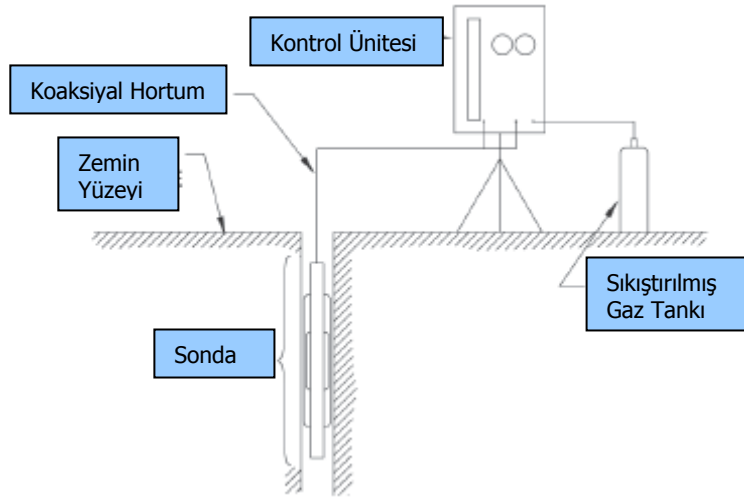 Kontrol Ünitesi
Koaksiyal Hortum
Zemin
Yüzeyi
Sıkıştırılmış
Gaz Tankı
Sonda